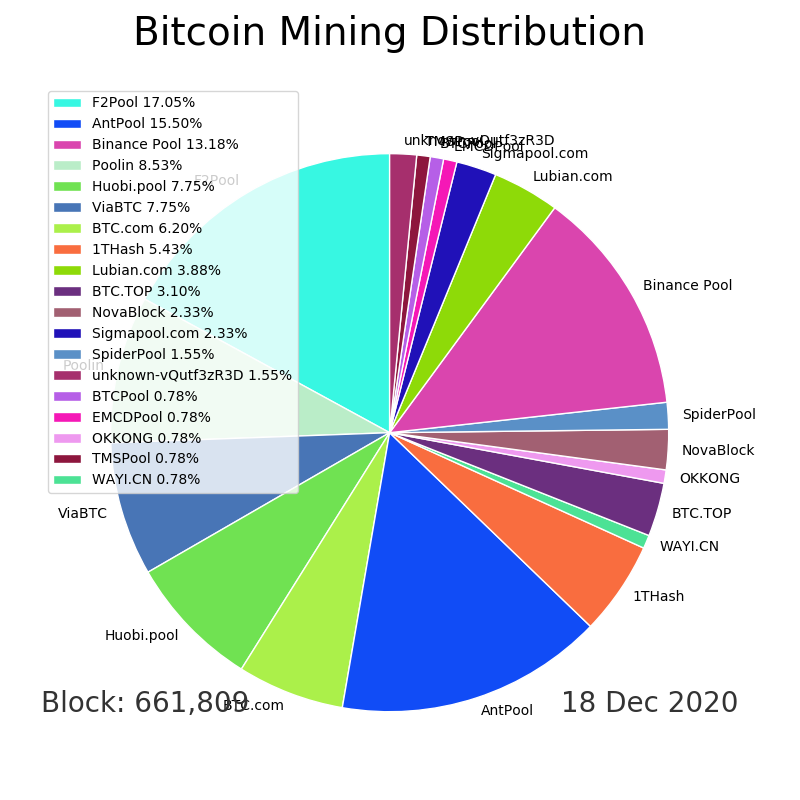 Bitcoin Mining Distribution
F2Pool 17.05%
AntPool 15.50%
Binance Pool 13.18%
Poolin 8.53%
Huobi.pool 7.75%
ViaBTC 7.75%
BTC.com 6.20%
1THash 5.43%
Lubian.com 3.88%
BTC.TOP 3.10%
NovaBlock 2.33%
Sigmapool.com 2.33%
SpiderPool 1.55%
unknown-vQutf3zR3D 1.55%
BTCPool 0.78%
EMCDPool 0.78%
OKKONG 0.78%
TMSPool 0.78%
WAYI.CN 0.78%
unknown-vQutf3zR3D
TMSPool
BTCPool
EMCDPool
Sigmapool.com
Lubian.com
F2Pool
Binance Pool
Poolin
SpiderPool
NovaBlock
OKKONG
ViaBTC
BTC.TOP
WAYI.CN
1THash
Huobi.pool
BTC.com
AntPool
Block: 661,809
18 Dec 2020